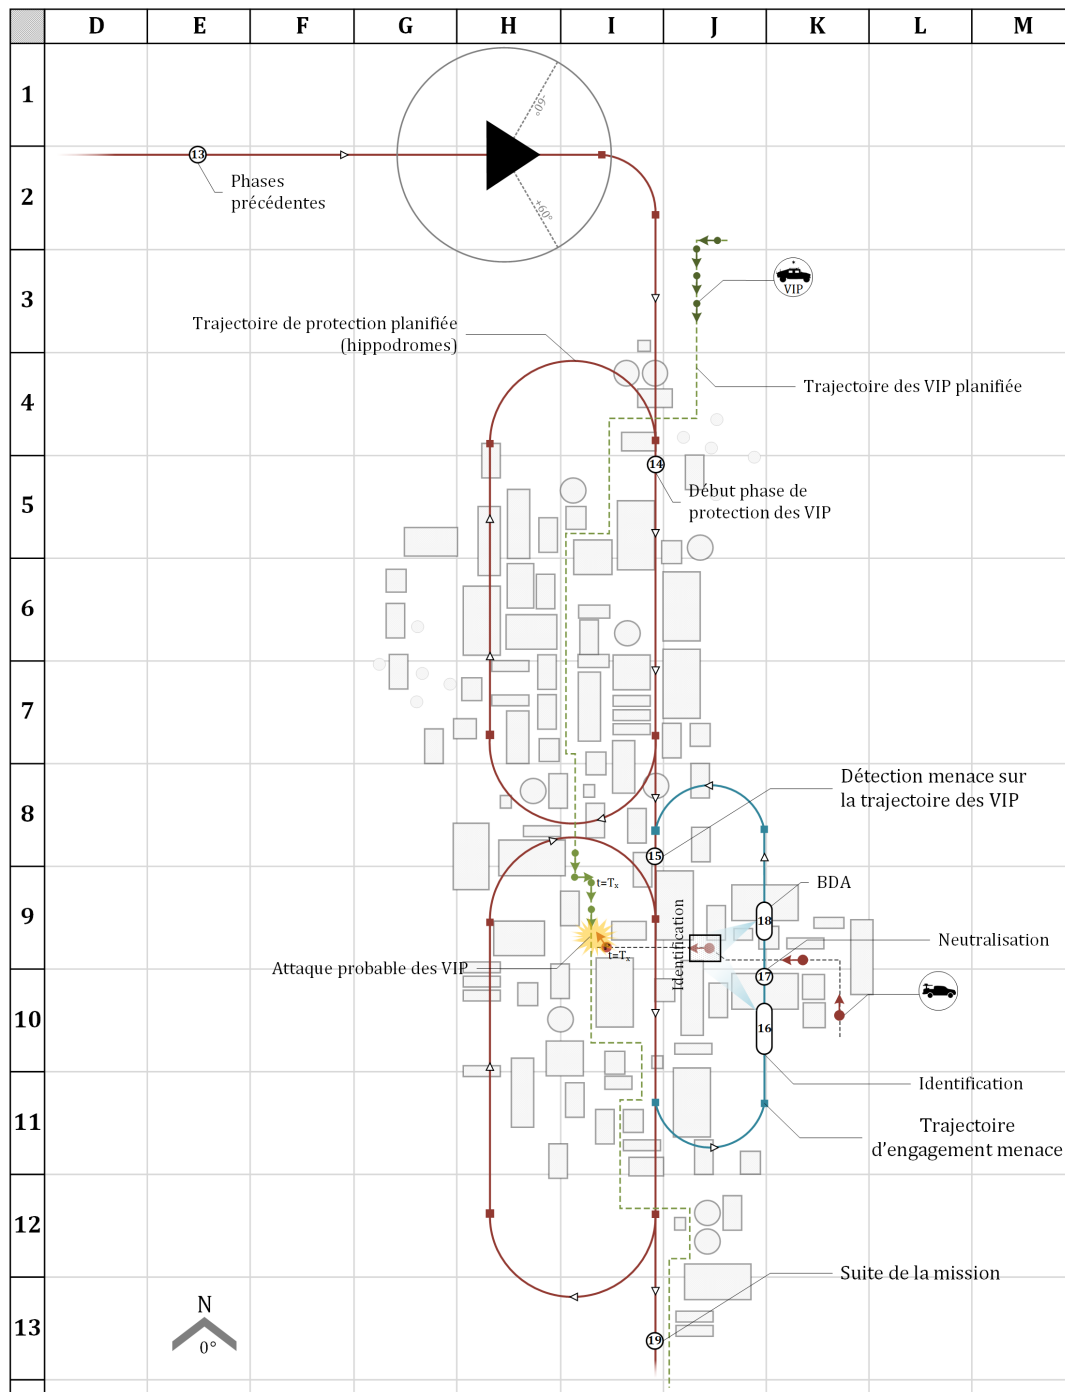 D E F G H I J K L M
1
-60°
13
2
Phases
précédentes
+60°
3
VIP
Trajectoire de protection planifiée
(hippodromes)
4
Trajectoire des VIP planifiée
14
5
Début phase de
protection des VIP
6
7
8
Détection menace sur
la trajectoire des VIP
15
9
t=Tx
BDA
18
Identification
Neutralisation
t=Tx
Attaque probable des VIP
17
10
16
Identification
11
Trajectoire
d’engagement menace
12
Suite de la mission
13
N
0°
19